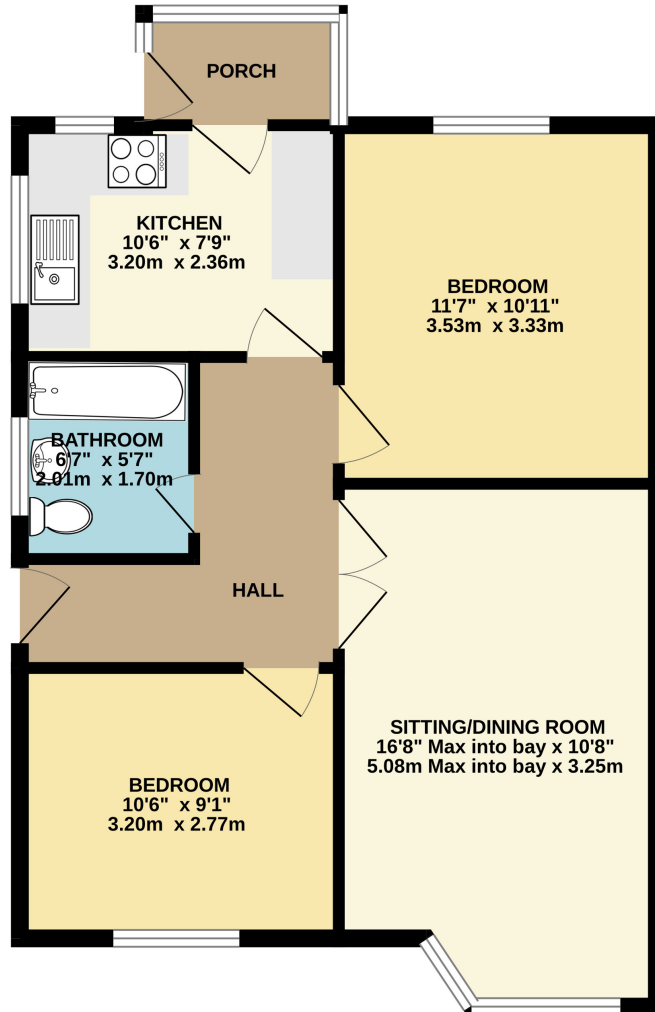 PORCH
KITCHEN
10'6" x 7'9"
3.20m x 2.36m
BEDROOM
11'7" x 10'11"
3.53m x 3.33m
BATHROOM
6'7" x 5'7"
2.01m x 1.70m
HALL
SITTING/DINING ROOM
16'8" Max into bay x 10'8"
5.08m Max into bay x 3.25m
BEDROOM
10'6" x 9'1"
3.20m x 2.77m